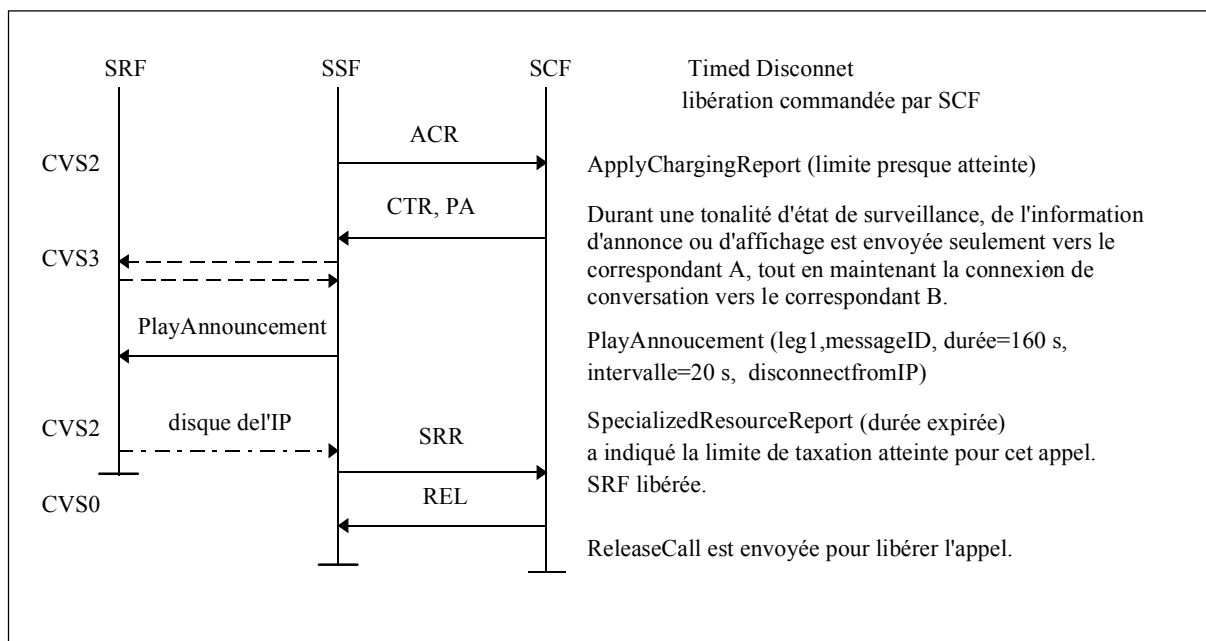 SRF SSF SCF Timed Disconnet
libération commandée par SCF
ACR
CVS2 ApplyChargingReport (limite presque atteinte)
CTR, PA
Durant une tonalité d'état de surveillance, de l'information
d'annonce ou d'affichage est envoyée seulement vers le
CVS3
correspondant A, tout en maintenant la connexion de
conversation vers le correspondant B.
PlayAnnouncement
PlayAnnoucement (leg1,messageID, durée=160 s,
intervalle=20 s, disconnectfromIP)
CVS2 disque del'IP SpecializedResourceReport (durée expirée)
SRR
a indiqué la limite de taxation atteinte pour cet appel.
SRF libérée.
CVS0 REL
ReleaseCall est envoyée pour libérer l'appel.